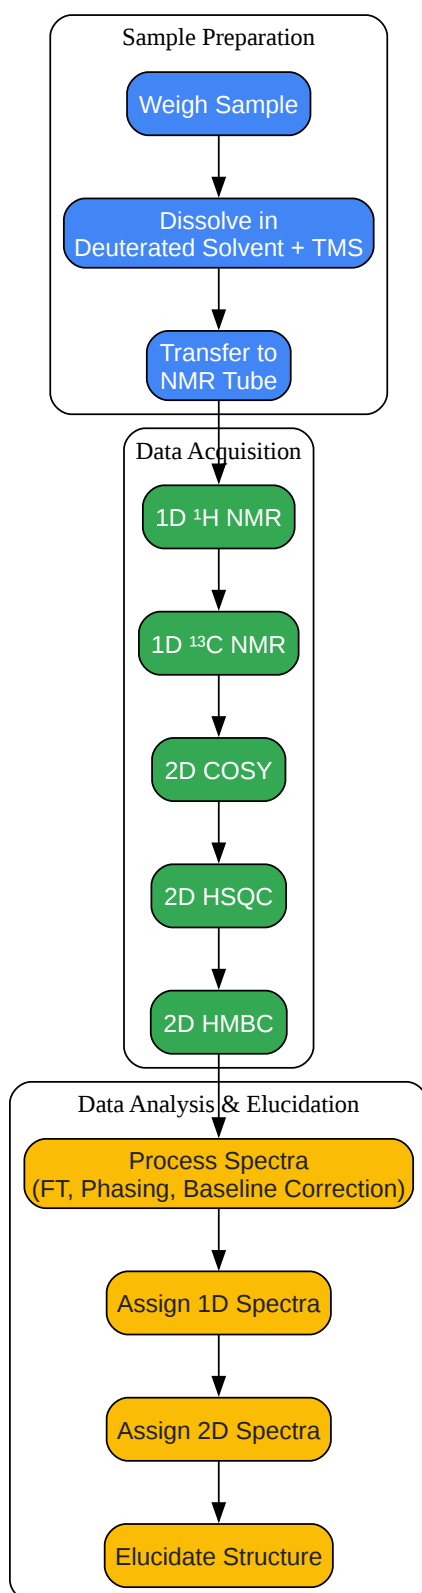 Sample Preparation
Weigh Sample
Dissolve in
Deuterated Solvent + TMS
Transfer to
NMR Tube
Data Acquisition
1D ¹H NMR
1D ¹³C NMR
2D COSY
2D HSQC
2D HMBC
Data Analysis & Elucidation
Process Spectra
(FT, Phasing, Baseline Correction)
Assign 1D Spectra
Assign 2D Spectra
Elucidate Structure